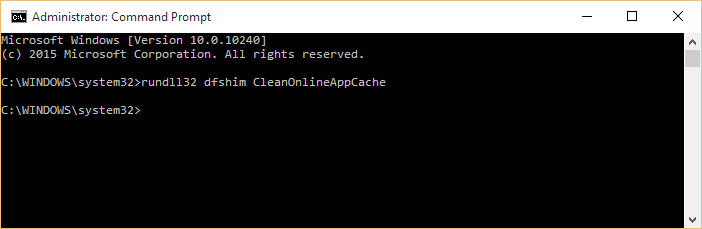 Administrator: Command Prompt
Microsoft Windows [Version 10.0.10240]
(c) 2015 Microsoft Corporation. All rights reserved.
C:\WINDOWS\system32>rundll32 dfshim CleanOnlineAppCache
C:\WINDOWS\system32>